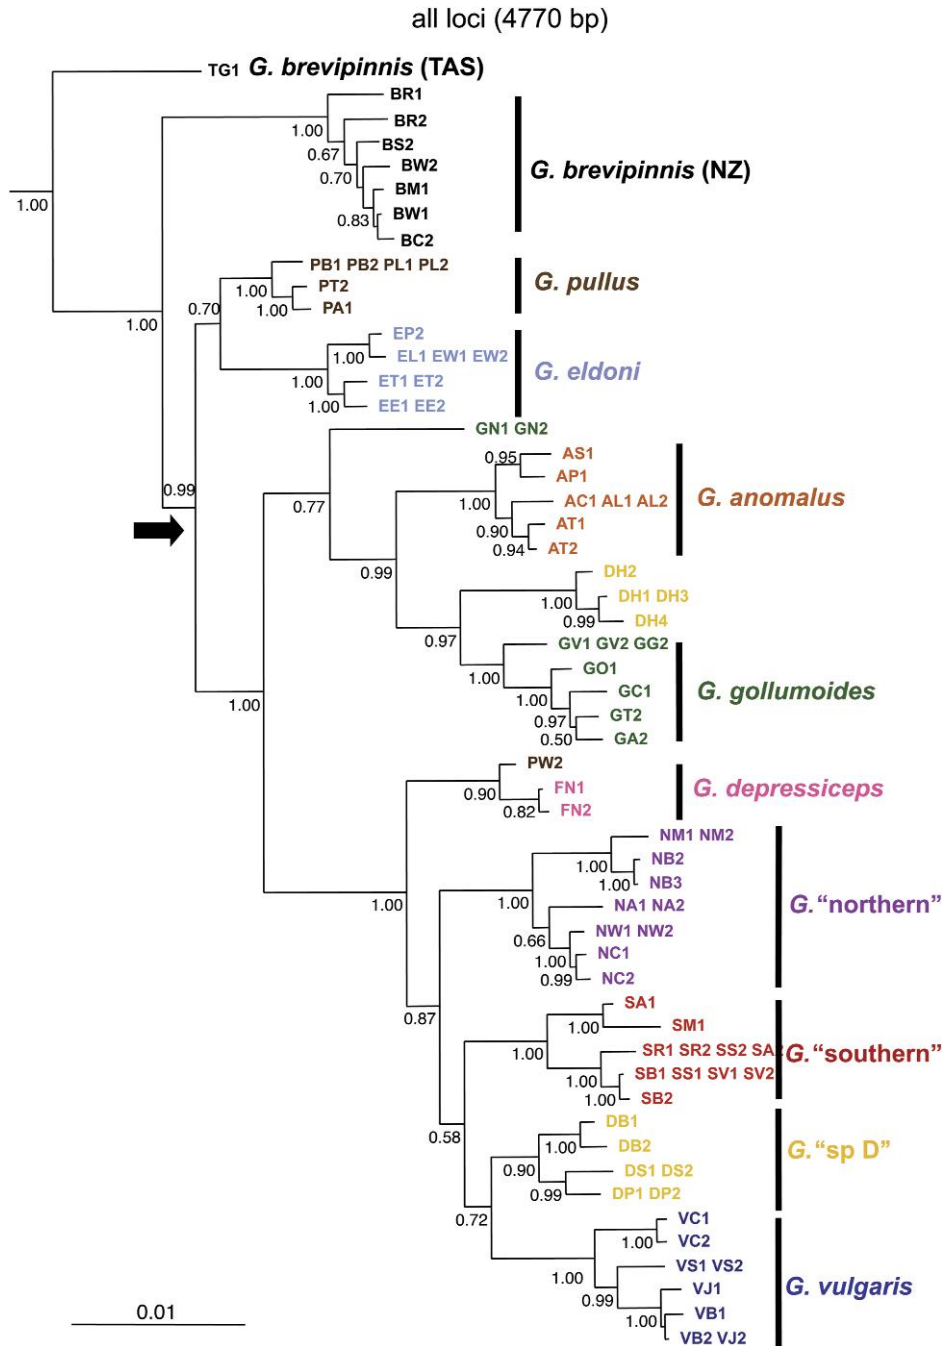 all loci (4770 bp)
TG1 G. brevipinnis (TAS)
BR1
1.00
BR2
0.67
BS2
0.70
BW2
BM1
G. brevipinnis (NZ)
1.00
0.83
BW1
BC2
PB1 PB2 PL1 PL2
1.00
PT2
G. pullus
1.00
PA1
0.70
1.00
EP2
1.00
EL1 EW1 EW2
G. eldoni
1.00
ET1 ET2
1.00
EE1 EE2
GN1 GN2
0.95
AS1
AP1
0.99
0.77
1.00
AC1 AL1 AL2
G. anomalus
0.90
AT1
0.94
AT2
0.99
DH2
1.00
DH1 DH3
0.99
DH4
0.97
GV1 GV2 GG2
1.00
GO1
1.00
GC1
G. gollumoides
1.00
0.97
GT2
0.50
GA2
PW2
0.90
FN1
G. depressiceps
0.82
FN2
NM1 NM2
1.00
NB2
1.00
NB3
1.00
1.00
NA1 NA2
G. “northern”
0.66
NW1 NW2
1.00
NC1
0.99
NC2
0.87
SA1
1.00
SM1
1.00
SR1 SR2 SS2 SA2
G. “southern”
1.00
SB1 SS1 SV1 SV2
1.00
SB2
0.58
DB1
1.00
DB2
G. “sp D”
0.90
DS1 DS2
0.99
DP1 DP2
0.72
VC1
1.00
VC2
1.00
VS1 VS2
0.99
VJ1
G. vulgaris
1.00
VB1
VB2 VJ2
0.01